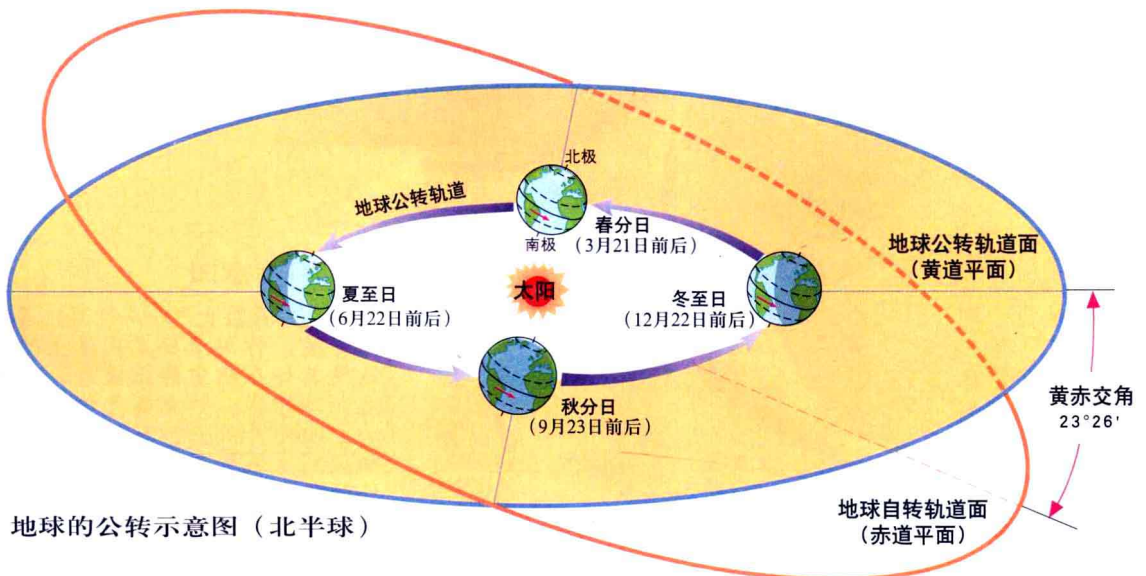 北极
地球公转轨道
春分日
（3月21日前后）
南极
地球公转轨道面
（黄道平面）
太阳
夏至日
（6月22日前后）
冬至日
（12月22日前后）
黄赤交角
23°26'
秋分日
（9月23日前后）
地球自转轨道面
（赤道平面）
地球的公转示意图（北半球）